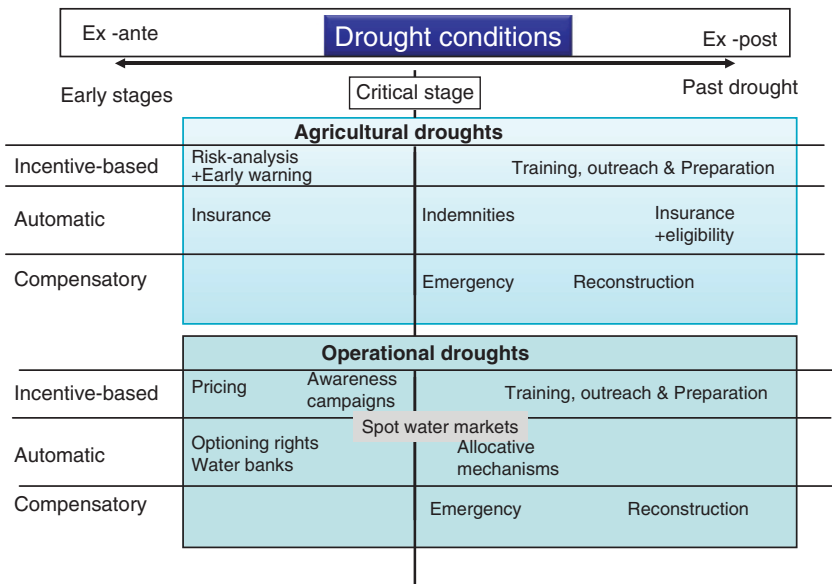 Ex -ante
Drought conditions
Ex -post
Early stages
Critical stage
Past drought
Agricultural droughts
Incentive-based
Risk-analysis
+Early warning
Training, outreach & Preparation
Automatic
Insurance
Indemnities
Insurance
+eligibility
Compensatory
Emergency
Reconstruction
Operational droughts
Incentive-based
Pricing
Awareness
campaigns
Training, outreach & Preparation
Spot water markets
Automatic
Optioning rights
Water banks
Allocative
mechanisms
Compensatory
Emergency
Reconstruction